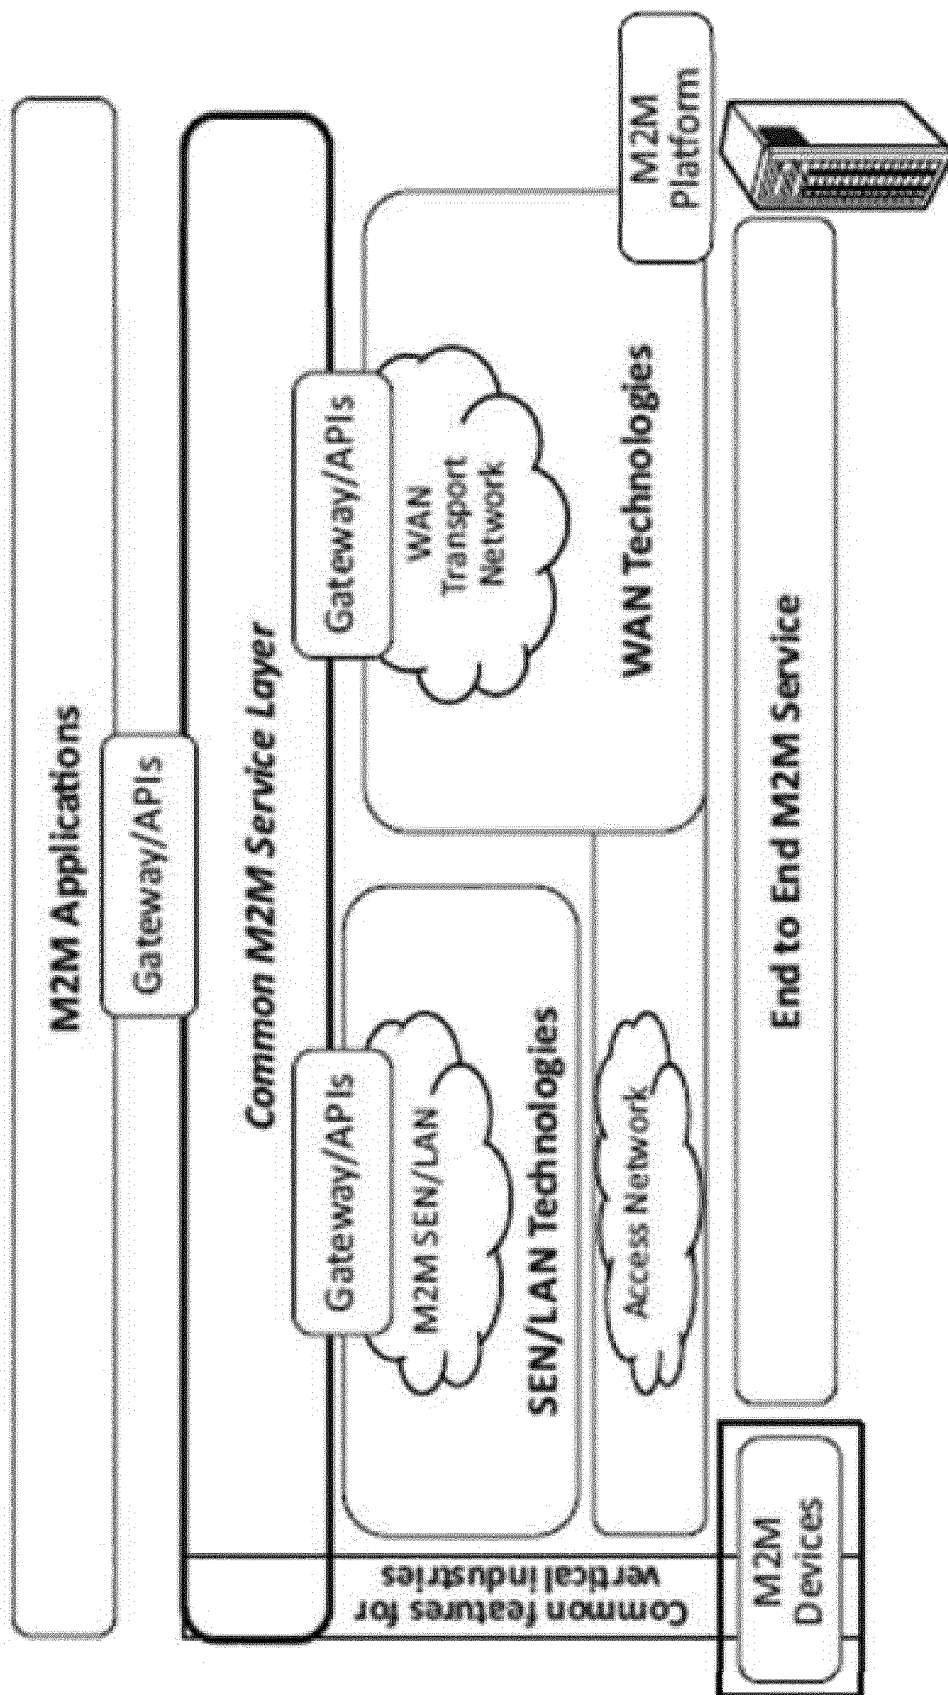 M2M Applications
Gateway/APIs
Common M2M Service Layer
Gateway/APIs
Gateway/APIs
M2M SEN/LAN
WAN
Transport
Network
SEN/LAN Technologies
WAN Technologies
Access Network
M2M
Platform
Common features for
vertical industries
M2M
Devices
End to End M2M Service